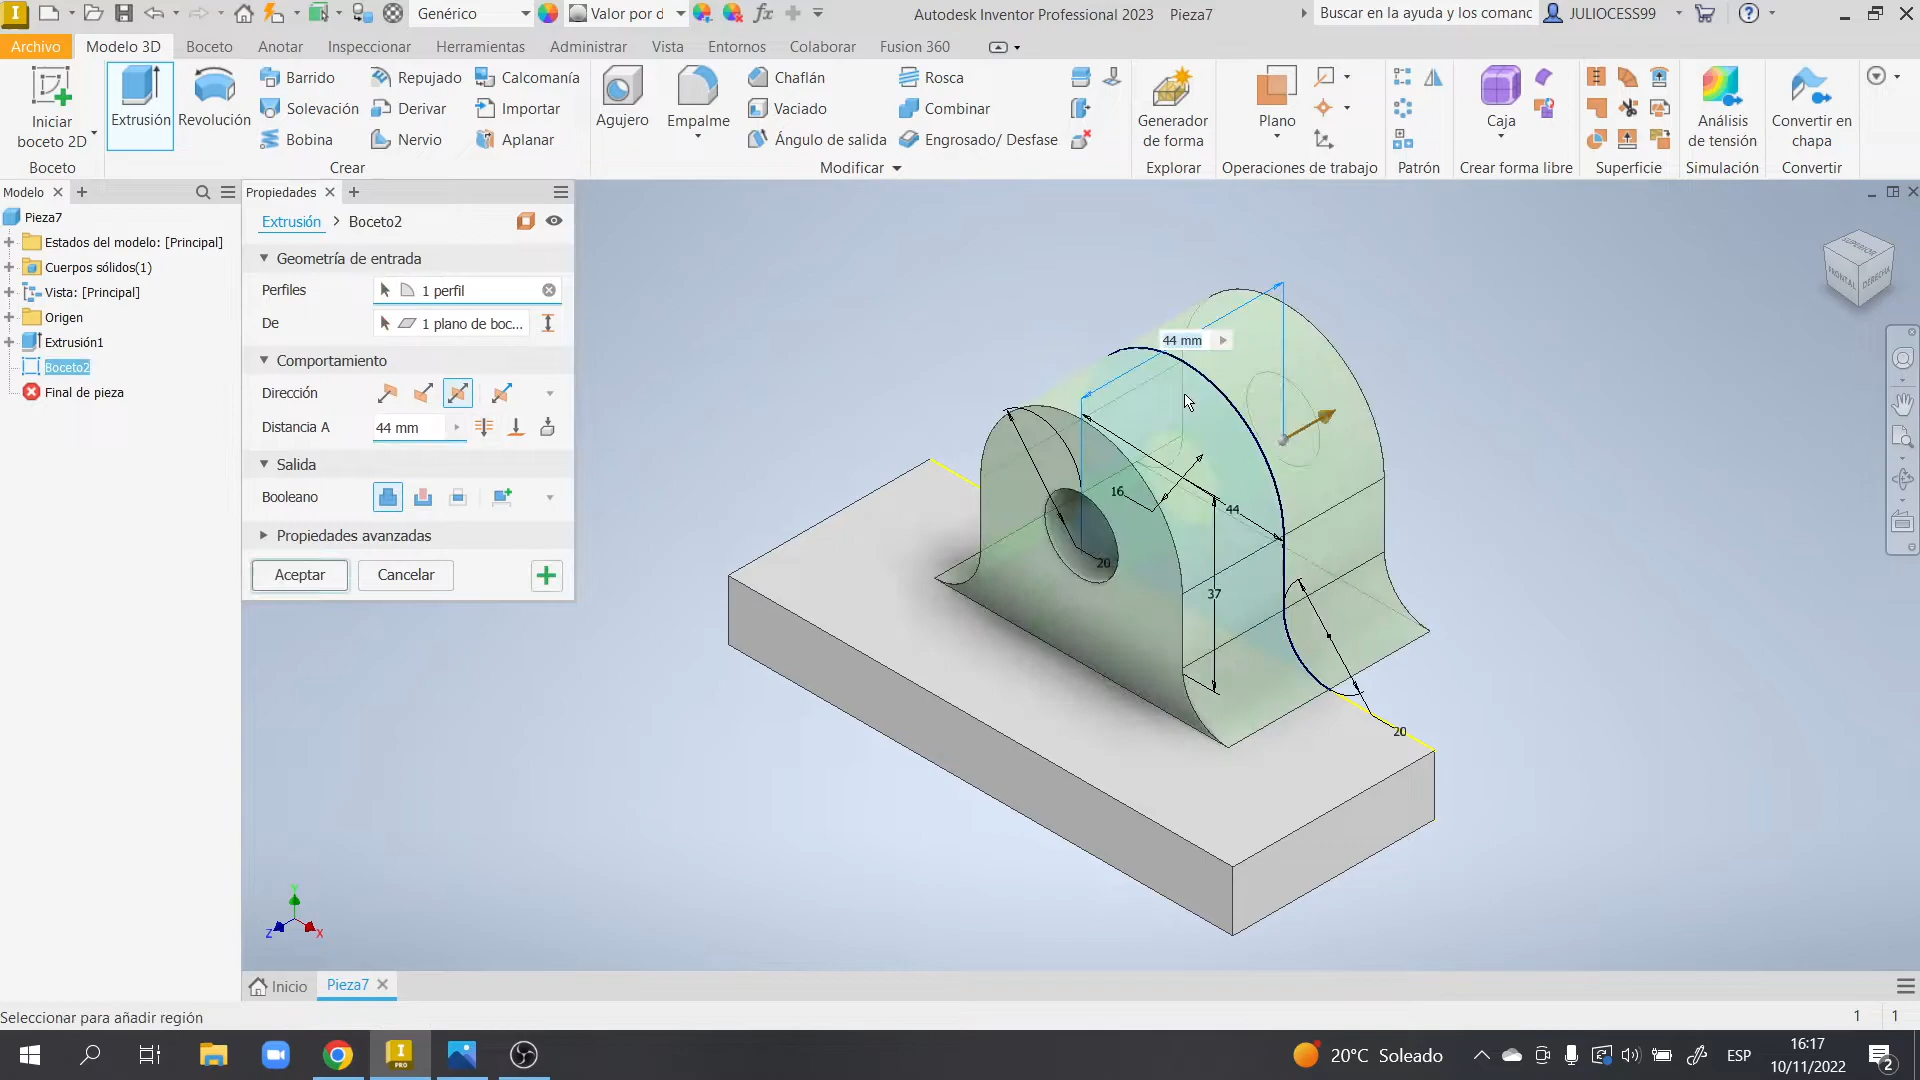 Genérico
Valor por d
Autodesk Inventor Professional 2023 Pieza7
Buscar en la ayuda y los comanc
JULIOCESS99
Archivo
Modelo 3D
Boceto
Anotar
Inspeccionar
Herramientas
Administrar
Vista
Entornos
Colaborar
Fusion 360
Iniciar
boceto 2D
Extrusión
Revolución
Barrido
Solevación
Bobina
Repujado
Derivar
Nervio
Calcomanía
Importar
Aplanar
Agujero
Empalme
Chaflán
Vaciado
Ángulo de salida
Rosca
Combinar
Engrosado/ Desfase
Generador
de forma
Plano
Caja
Análisis
de tensión
Convertir en
chapa
Boceto
Crear
Modificar
Explorar
Operaciones de trabajo
Patrón
Crear forma libre
Superficie
Simulación
Convertir
Modelo
Pieza7
Estados del modelo: [Principal]
Cuerpos sólidos(1)
Vista: [Principal]
Origen
Extrusión1
Boceto2
Final de pieza
Propiedades
Extrusión > Boceto2
Geometría de entrada
Perfiles
1 perfil
De
1 plano de boc...
Comportamiento
Dirección
Distancia A
44 mm
Salida
Booleano
Propiedades avanzadas
Aceptar
Cancelar
SUPERIOR
FRONTAL
DERECHA
44 mm
16
44
20
37
20
Y
Z
X
Inicio
Pieza7
Seleccionar para añadir región
1
1
PRO
20°C Soleado
ESP
16:17
10/11/2022
2